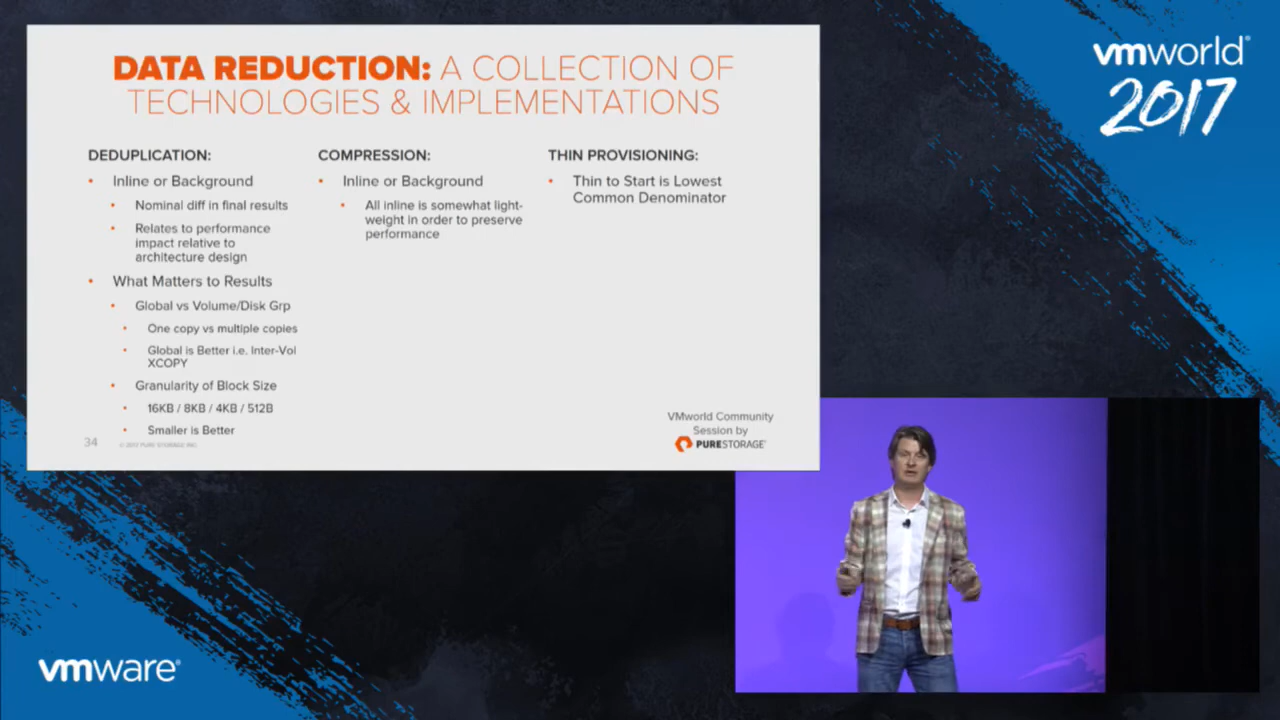 DATA REDUCTION: A COLLECTION OF
TECHNOLOGIES & IMPLEMENTATIONS
DEDUPLICATION:
• Inline or Background
• Nominal diff in final results
• Relates to performance
impact relative to
architecture design
• What Matters to Results
• Global vs Volume/Disk Grp
• One copy vs multiple copies
• Global is Better i.e. Inter-Vol
XCOPY
• Granularity of Block Size
• 16KB / 8KB / 4KB / 512B
• Smaller is Better
COMPRESSION:
• Inline or Background
• All inline is somewhat light-
weight in order to preserve
performance
THIN PROVISIONING:
• Thin to Start is Lowest
Common Denominator
34
© 2017 PURE STORAGE INC.
VMworld Community
Session by
PURESTORAGE®
vmworld®
2017
vmware®